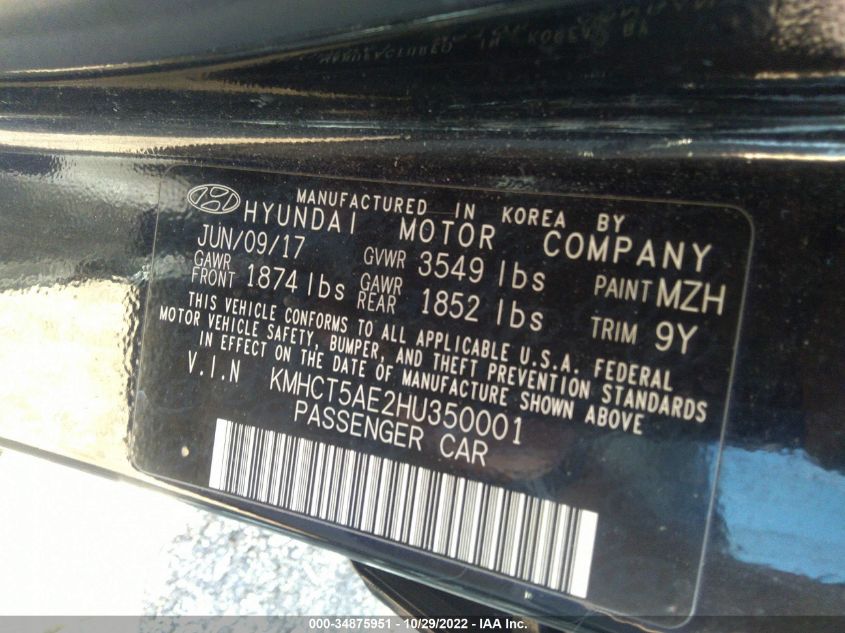 MANUFACTURED IN KOREA BY
HYUNDAI MOTOR COMPANY
JUN/09/17 GVWR 3549 lbs PAINT MZH
GAWR FRONT 1874 lbs GAWR REAR 1852 lbs TRIM 9Y
THIS VEHICLE CONFORMS TO ALL APPLICABLE U.S.A. FEDERAL
MOTOR VEHICLE SAFETY, BUMPER, AND THEFT PREVENTION STANDARDS
IN EFFECT ON THE DATE OF MANUFACTURE SHOWN ABOVE
V.I.N KMHCT5AE2HU350001
PASSENGER CAR
000-34875951 - 10/29/2022 - IAA Inc.